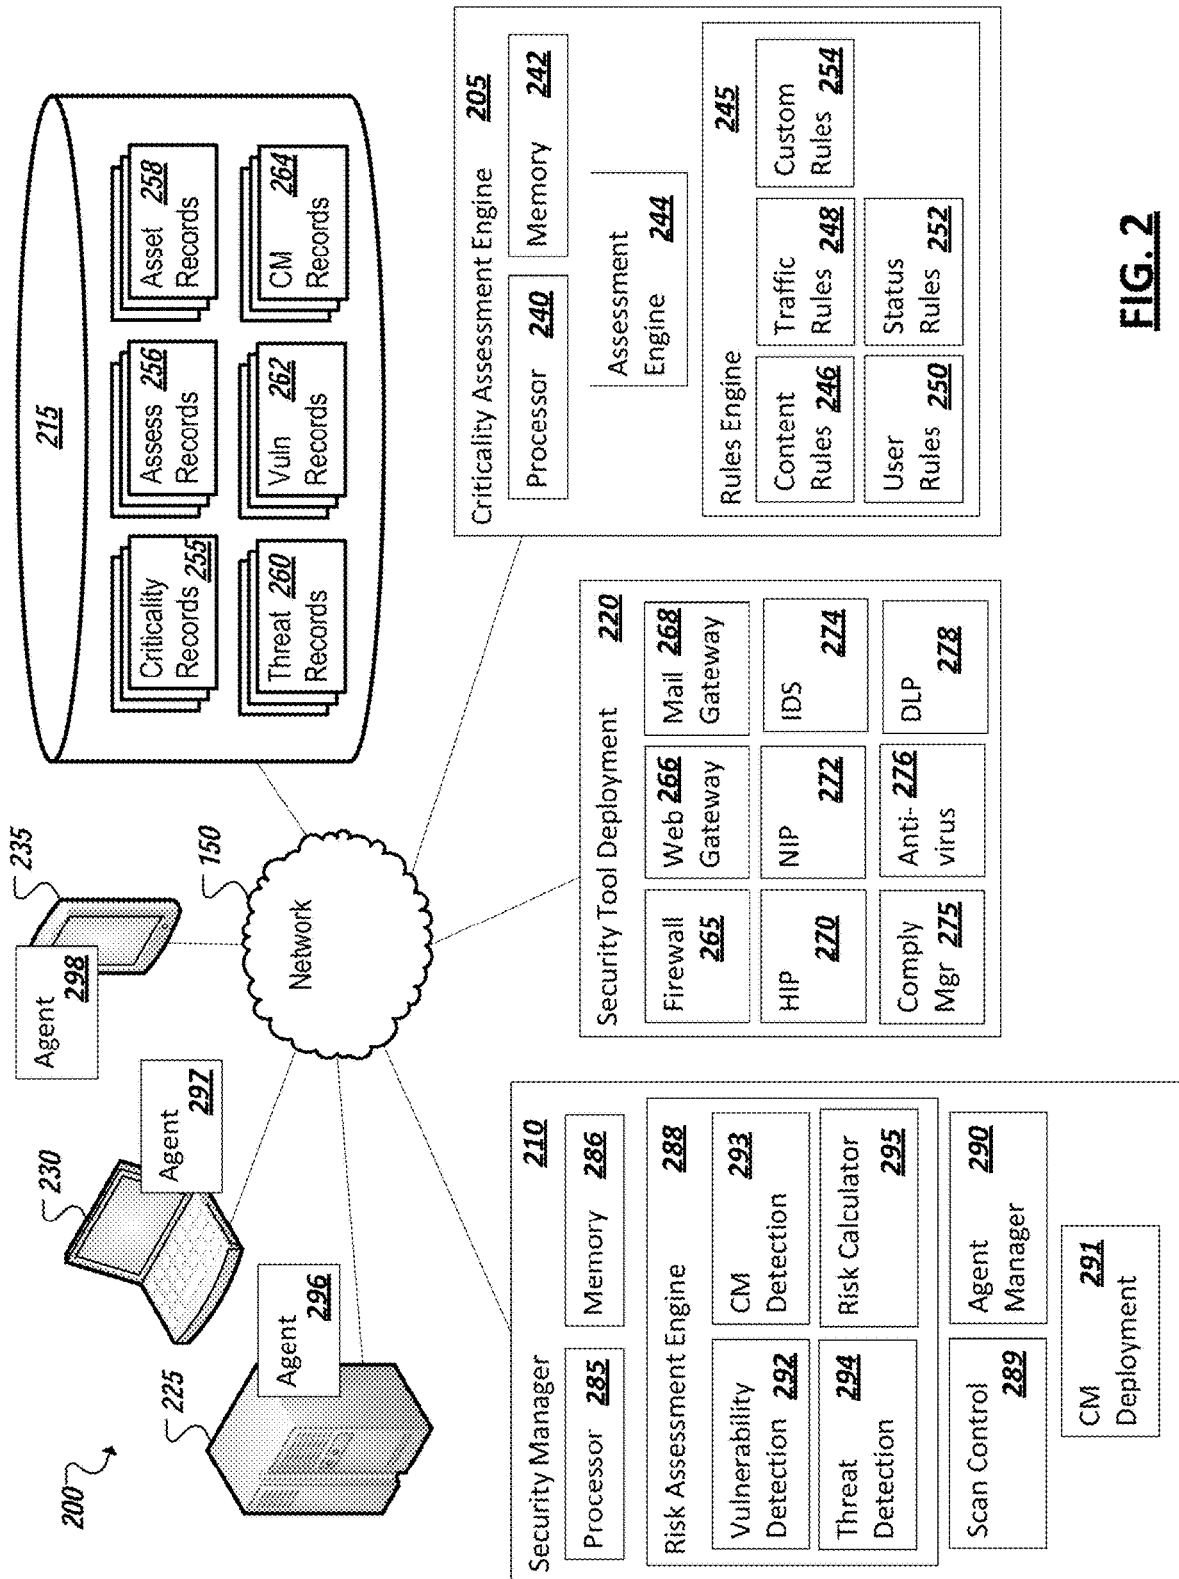 200
225
Agent
296
230
Agent
297
Agent
298
235
150
Network
215
Criticality
Records 255
Assess 256
Records
Asset 258
Records
Threat 260
Records
Vuln 262
Records
CM 264
Records
Security Manager 210
Processor
285
Memory
286
Risk Assessment Engine 288
Vulnerability
Detection 292
CM 293
Detection
Threat 294
Detection
Risk Calculator
295
Scan Control
289
Agent 290
Manager
CM 291
Deployment
Security Tool Deployment 220
Firewall
265
Web 266
Gateway
Mail 268
Gateway
HIP
270
NIP
272
IDS
274
Comply
Mgr 275
Anti- 276
virus
DLP
278
Criticality Assessment Engine 205
Processor
240
Memory
242
Assessment
Engine 244
Rules Engine 245
Content
Rules 246
Traffic
Rules 248
Custom
Rules 254
User
Rules 250
Status
Rules 252
FIG. 2